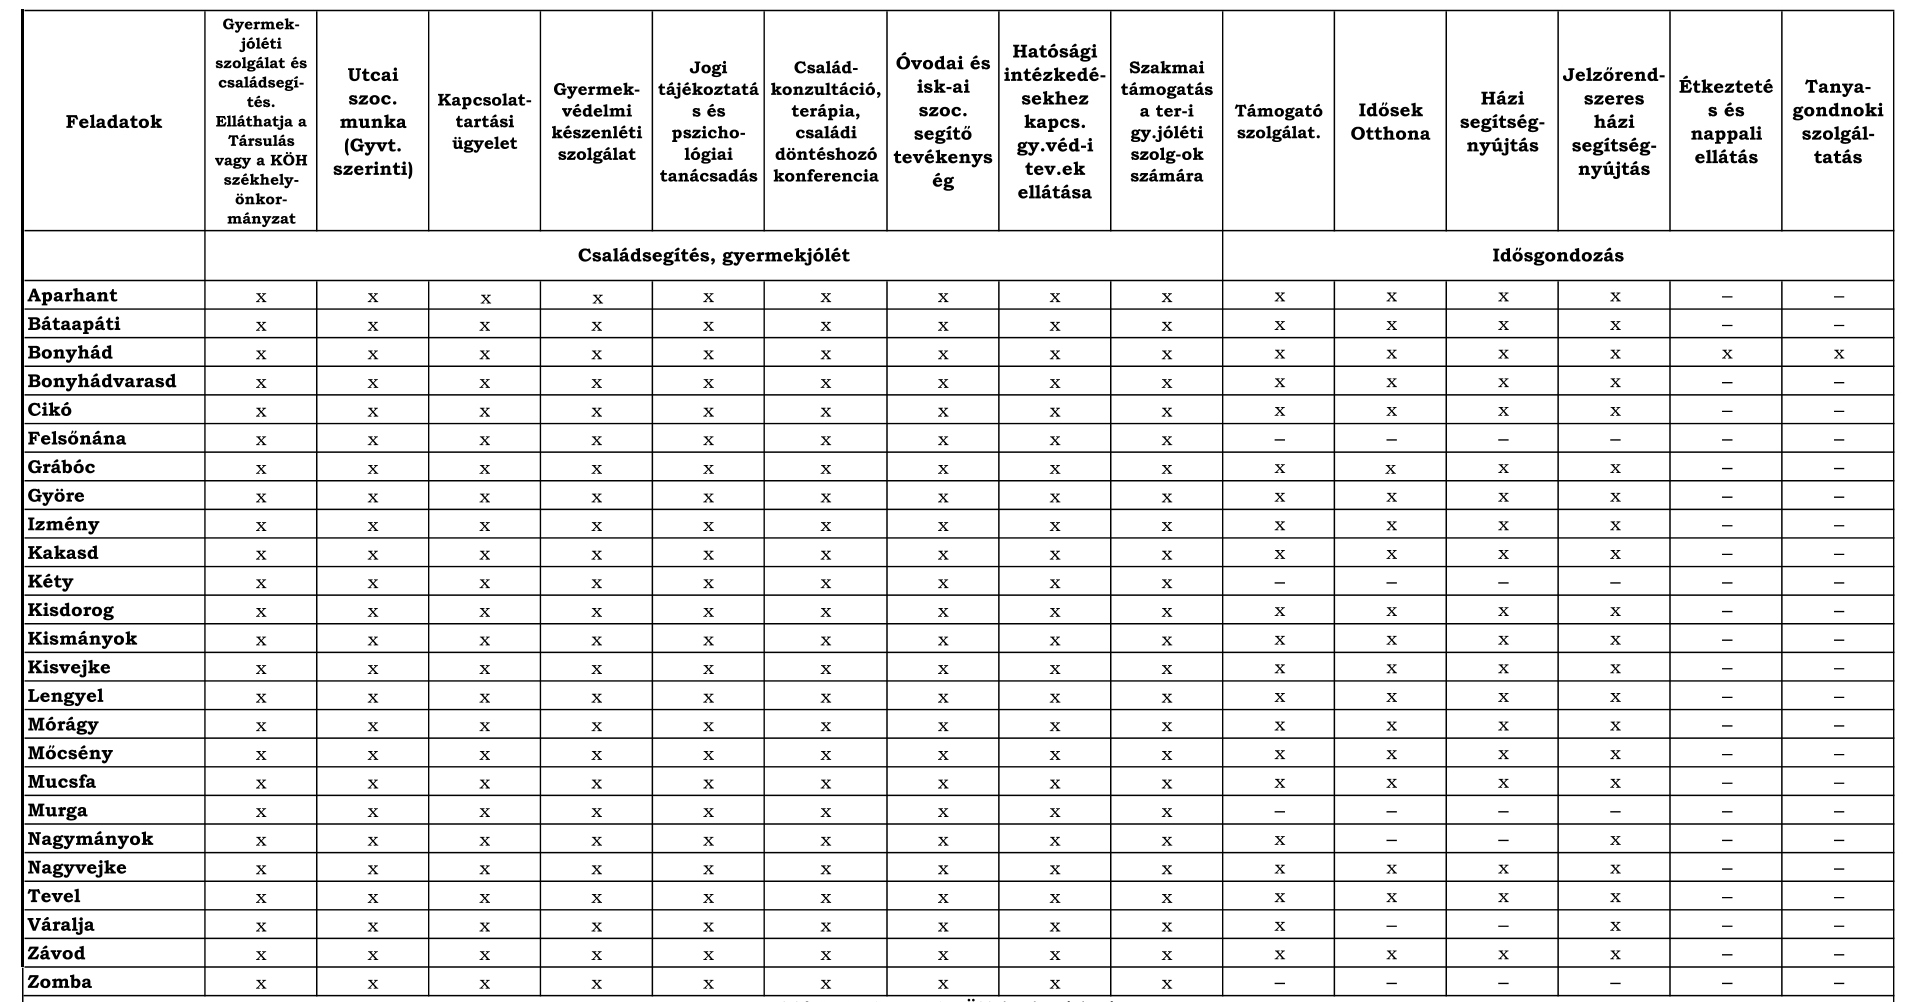 Feladatok
Gyermek-
jóléti
szolgálat és
családsegí-
tés.
Elláthatja a
Társulás
vagy a KÖH
székhely-
önkor-
mányzat
Utcai
szoc.
munka
(Gyvt.
szerinti)
Kapcsolat-
tartási
ügyelet
Gyermek-
védelmi
készenléti
szolgálat
Jogi
tájékoztatá
s és
pszicho-
lógiai
tanácsadás
Család-
konzultáció,
terápia,
családi
döntéshozó
konferencia
Óvodai és
isk-ai
szoc.
segítő
tevékenys
ég
Hatósági
intézkedé-
sekhez
kapcs.
gy.véd-i
tev.ek
ellátása
Szakmai
támogatás
a ter-i
gy.jóléti
szolg-ok
számára
Támogató
szolgálat.
Idősek
Otthona
Házi
segítség-
nyújtás
Jelzőrend-
szeres
házi
segítség-
nyújtás
Étkezteté
s és
nappali
ellátás
Tanya-
gondnoki
szolgál-
tatás
Családsegítés, gyermekjólét Idősgondozás
Aparhant x x x x x x x x x x x x x – –
Bátaapáti x x x x x x x x x x x x x – –
Bonyhád x x x x x x x x x x x x x x x
Bonyhádvarasd x x x x x x x x x x x x x – –
Cikó x x x x x x x x x x x x x – –
Felsőnána x x x x x x x x x – – – – – –
Grábóc x x x x x x x x x x x x x – –
Györe x x x x x x x x x x x x x – –
Izmény x x x x x x x x x x x x x – –
Kakasd x x x x x x x x x x x x x – –
Kéty x x x x x x x x x – – – – – –
Kisdorog x x x x x x x x x x x x x – –
Kismányok x x x x x x x x x x x x x – –
Kisvejke x x x x x x x x x x x x x – –
Lengyel x x x x x x x x x x x x x – –
Mórágy x x x x x x x x x x x x x – –
Mőcsény x x x x x x x x x x x x x – –
Mucsfa x x x x x x x x x x x x x – –
Murga x x x x x x x x x – – – – – –
Nagymányok x x x x x x x x x x – – x – –
Nagyvejke x x x x x x x x x x x x x – –
Tevel x x x x x x x x x x x x x – –
Váralja x x x x x x x x x x – – x – –
Závod x x x x x x x x x x x x x – –
Zomba x x x x x x x x x – – – – – –